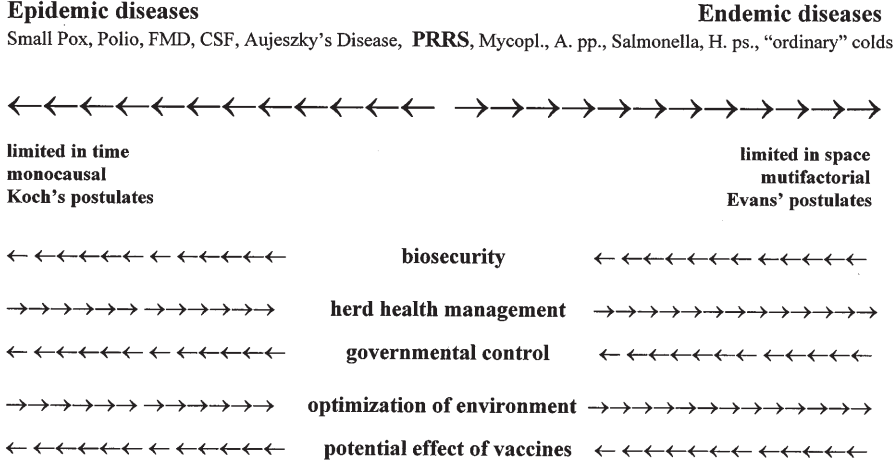 Epidemic diseases Endemic diseases
Small Pox, Polio, FMD, CSF, Aujeszky's Disease, PRRS, Mycopl., A. pp., Salmonella, H. ps., "ordinary" colds
limited in time limited in space
monocausal mutifactorial
Koch's postulates Evans' postulates
biosecurity
herd health management
governmental control
optimization of environment
potential effect of vaccines